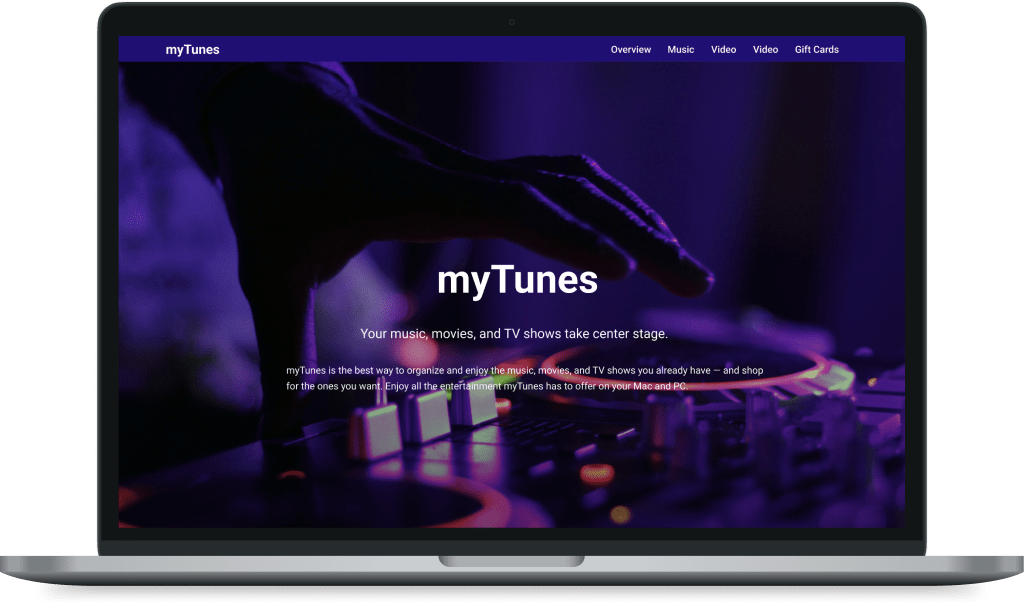 myTunes
Overview Music Video Video Gift Cards
myTunes
Your music, movies, and TV shows take center stage.
myTunes is the best way to organize and enjoy the music, movies, and TV shows you already have — and shop
for the ones you want. Enjoy all the entertainment myTunes has to offer on your Mac and PC.